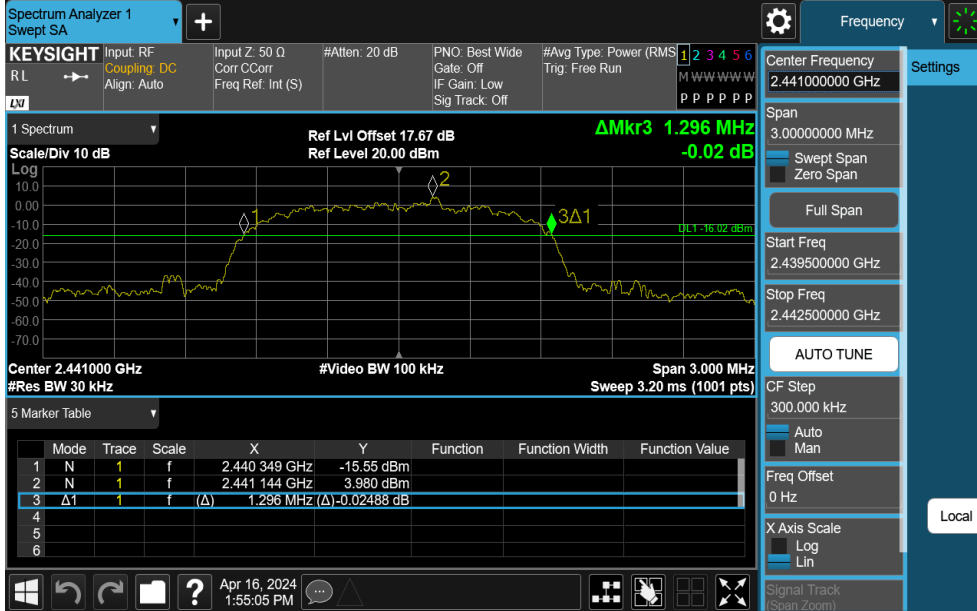 Spectrum Analyzer 1
Swept SA
Frequency
KEYSIGHT
R L
LXI
Input: RF
Coupling: DC
Align: Auto
Input Z: 50 Ω
Corr CCorr
Freq Ref: Int (S)
#Atten: 20 dB
PNO: Best Wide
Gate: Off
IF Gain: Low
Sig Track: Off
#Avg Type: Power (RMS
Trig: Free Run
1 2 3 4 5 6
M W W W W W
P P P P P P
1 Spectrum
Scale/Div 10 dB
Ref Lvl Offset 17.67 dB
Ref Level 20.00 dBm
ΔMkr3 1.296 MHz
-0.02 dB
Log
10.0
0.00
-10.0
-20.0
-30.0
-40.0
-50.0
-60.0
-70.0
1
2
3Δ1
DL1 -16.02 dBm
Center 2.441000 GHz
#Video BW 100 kHz
Span 3.000 MHz
#Res BW 30 kHz
Sweep 3.20 ms (1001 pts)
5 Marker Table
Mode Trace Scale X Y Function Function Width Function Value
1 N 1 f 2.440 349 GHz -15.55 dBm
2 N 1 f 2.441 144 GHz 3.980 dBm
3 Δ1 1 f (Δ) 1.296 MHz (Δ)-0.02488 dB
4
5
6
Apr 16, 2024
1:55:05 PM
Center Frequency
2.441000000 GHz
Settings
Span
3.00000000 MHz
Swept Span
Zero Span
Full Span
Start Freq
2.439500000 GHz
Stop Freq
2.442500000 GHz
AUTO TUNE
CF Step
300.000 kHz
Auto
Man
Freq Offset
0 Hz
Local
X Axis Scale
Log
Lin
Signal Track
(Span Zoom)